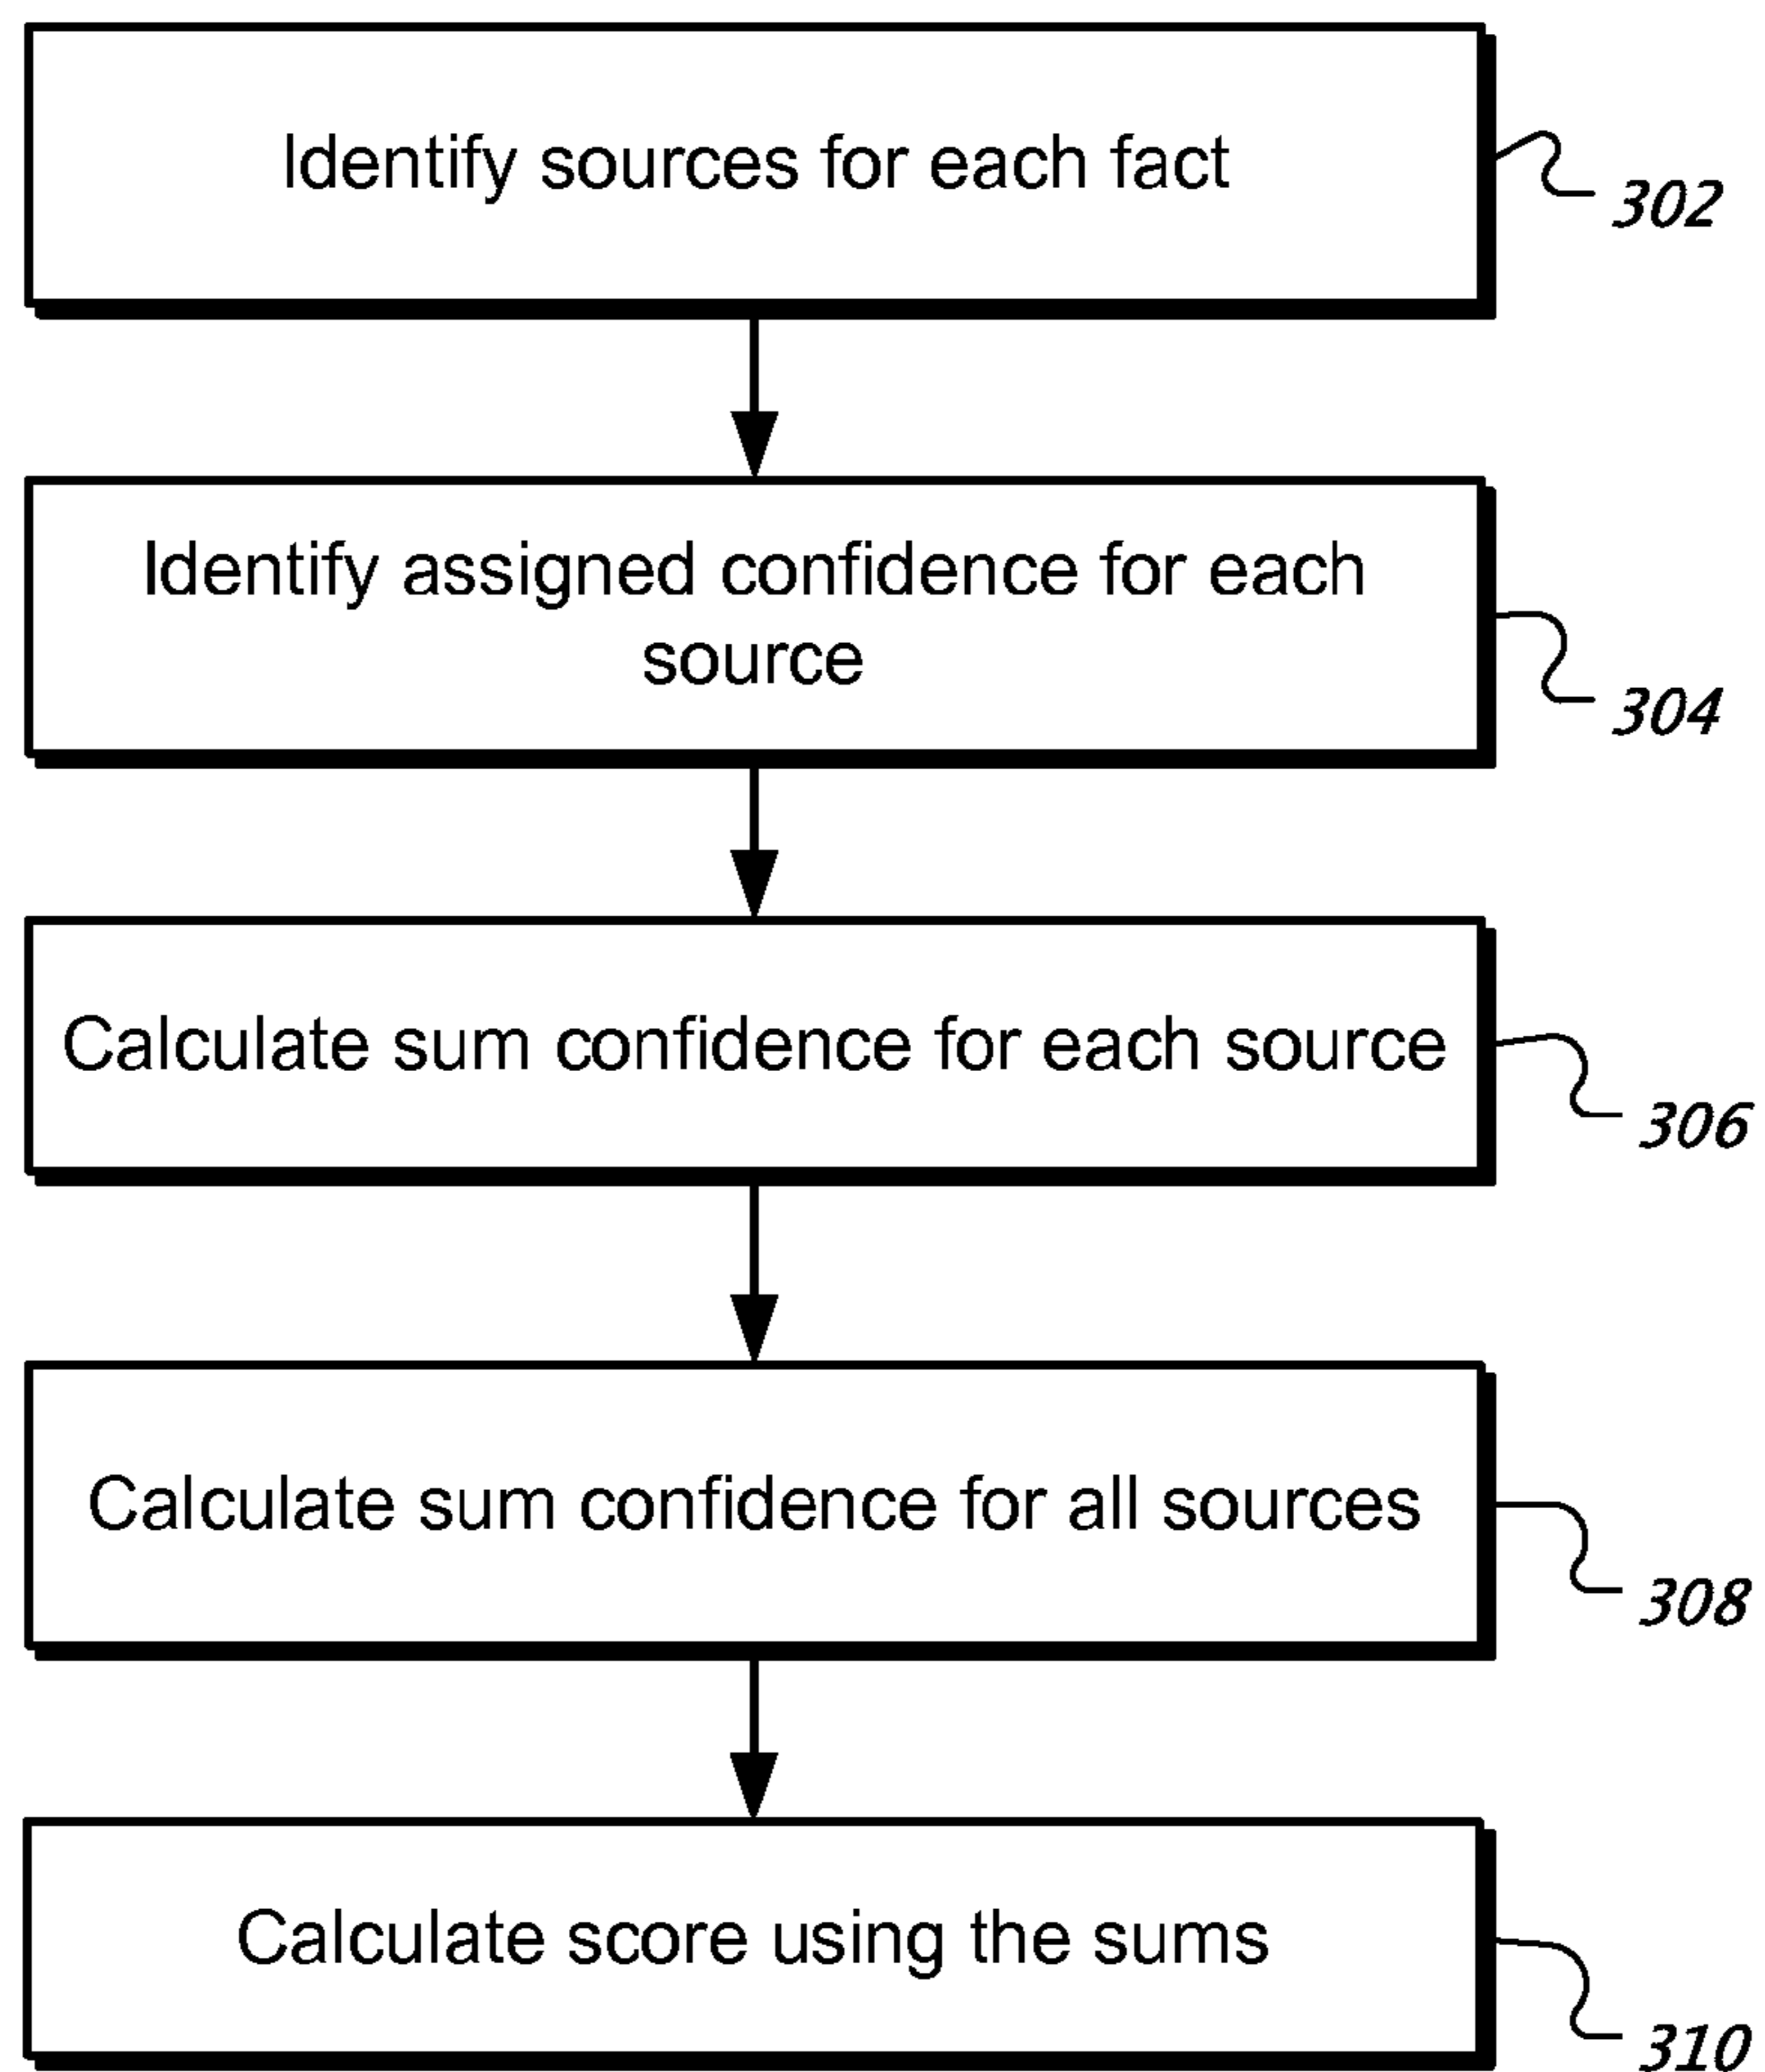 Identify sources for each fact
302
Identify assigned confidence for each
source
304
Calculate sum confidence for each source
306
Calculate sum confidence for all sources
308
Calculate score using the sums
310